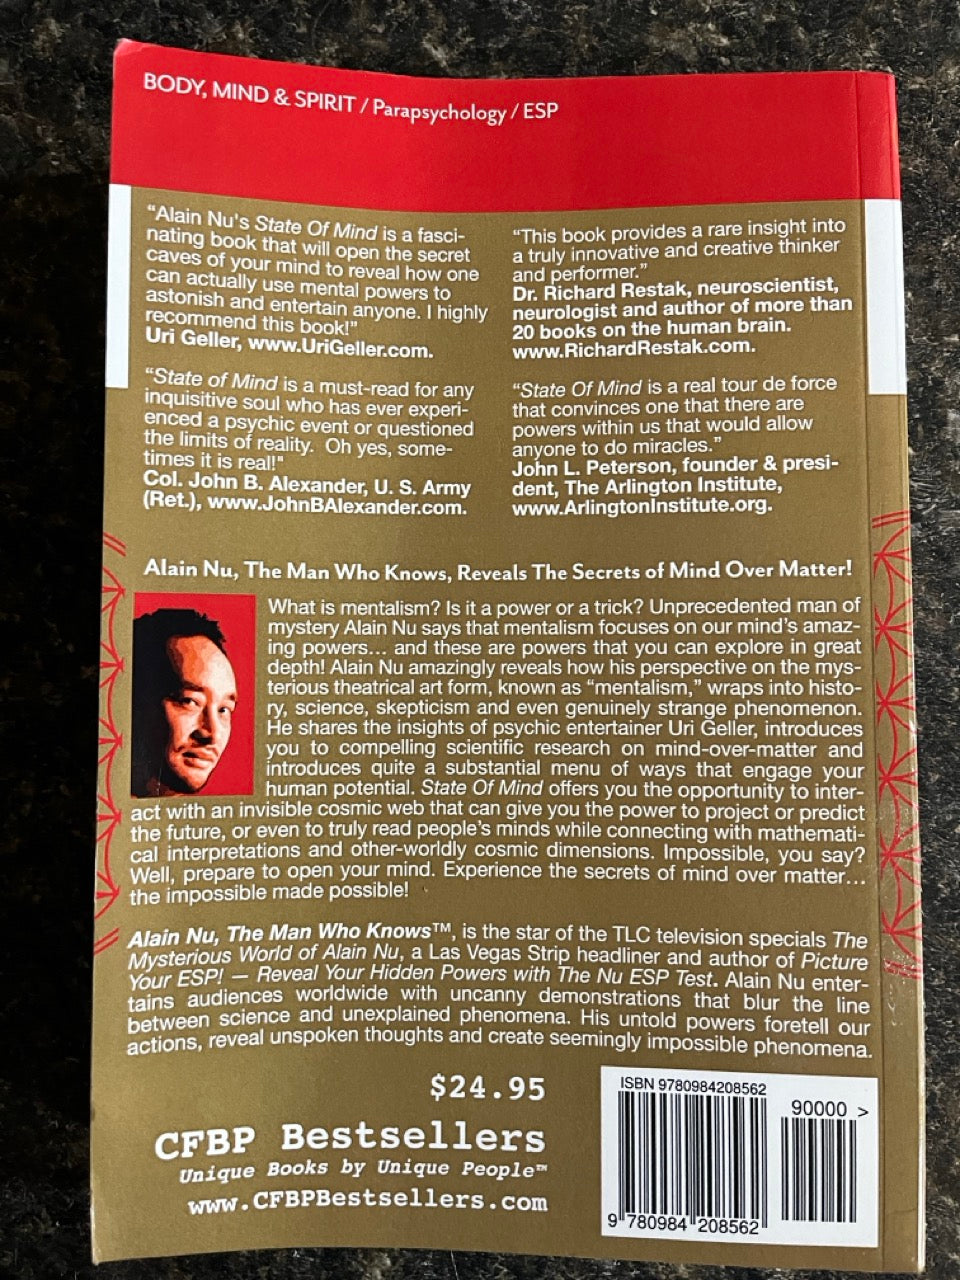 BODY, MIND & SPIRIT / Parapsychology / ESP
“Alain Nu's State Of Mind is a fasci-
nating book that will open the secret
caves of your mind to reveal how one
can actually use mental powers to
astonish and entertain anyone. I highly
recommend this book!”
Uri Geller, www.UriGeller.com.
“State of Mind is a must-read for any
inquisitive soul who has ever experi-
enced a psychic event or questioned
the limits of reality.  Oh yes, some-
times it is real!"
Col. John B. Alexander, U. S. Army
(Ret.), www.JohnBAlexander.com.
“This book provides a rare insight into
a truly innovative and creative thinker
and performer.”
Dr. Richard Restak, neuroscientist,
neurologist and author of more than
20 books on the human brain.
www.RichardRestak.com.
“State Of Mind is a real tour de force
that convinces one that there are
powers within us that would allow
anyone to do miracles.”
John L. Peterson, founder & presi-
dent, The Arlington Institute,
www.ArlingtonInstitute.org.
Alain Nu, The Man Who Knows, Reveals The Secrets of Mind Over Matter!
What is mentalism? Is it a power or a trick? Unprecedented man of
mystery Alain Nu says that mentalism focuses on our mind’s amaz-
ing powers... and these are powers that you can explore in great
depth! Alain Nu amazingly reveals how his perspective on the mys-
terious theatrical art form, known as “mentalism,” wraps into histo-
ry, science, skepticism and even genuinely strange phenomenon.
He shares the insights of psychic entertainer Uri Geller, introduces
you to compelling scientific research on mind-over-matter and
introduces quite a substantial menu of ways that engage your
human potential. State Of Mind offers you the opportunity to inter-
act with an invisible cosmic web that can give you the power to project or predict
the future, or even to truly read people’s minds while connecting with mathemati-
cal interpretations and other-worldly cosmic dimensions. Impossible, you say?
Well, prepare to open your mind. Experience the secrets of mind over matter...
the impossible made possible!
Alain Nu, The Man Who Knows™, is the star of the TLC television specials The
Mysterious World of Alain Nu, a Las Vegas Strip headliner and author of Picture
Your ESP! — Reveal Your Hidden Powers with The Nu ESP Test. Alain Nu enter-
tains audiences worldwide with uncanny demonstrations that blur the line
between science and unexplained phenomena. His untold powers foretell our
actions, reveal unspoken thoughts and create seemingly impossible phenomena.
$24.95
CFBP Bestsellers
Unique Books by Unique People™
www.CFBPBestsellers.com
ISBN 9780984208562
90000 >
9 780984 208562